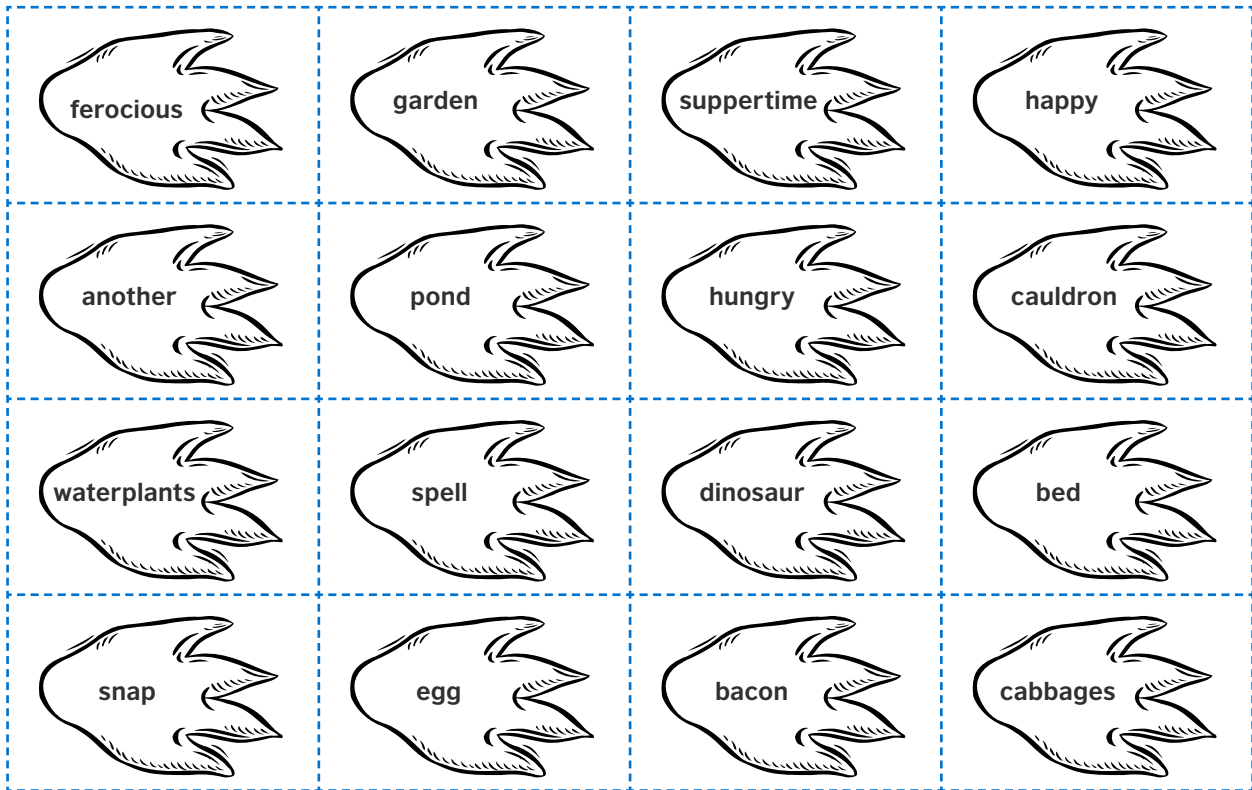 ferocious
garden
suppertime
happy
another
pond
hungry
cauldron
waterplants
spell
dinosaur
bed
snap
egg
bacon
cabbages